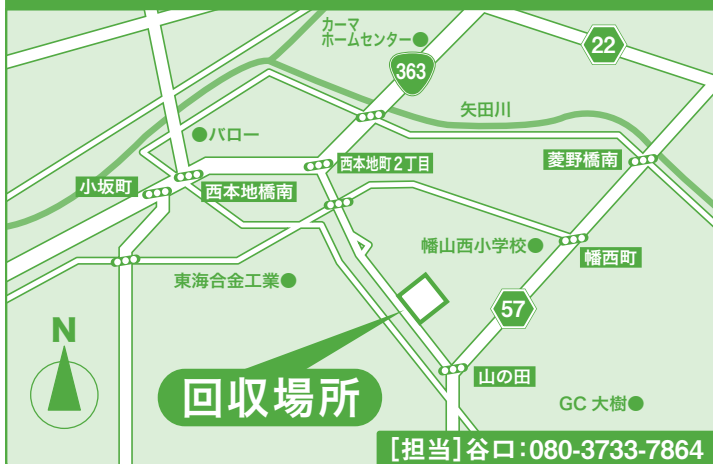 カーマ
ホームセンター
22
363
矢田川
バロー
西本地町2丁目
菱野橋南
小坂町
西本地橋南
幡山西小学校
幡西町
東海合金工業
57
N
山の田
回収場所
GC 大樹
[担当]谷口:080-3733-7864